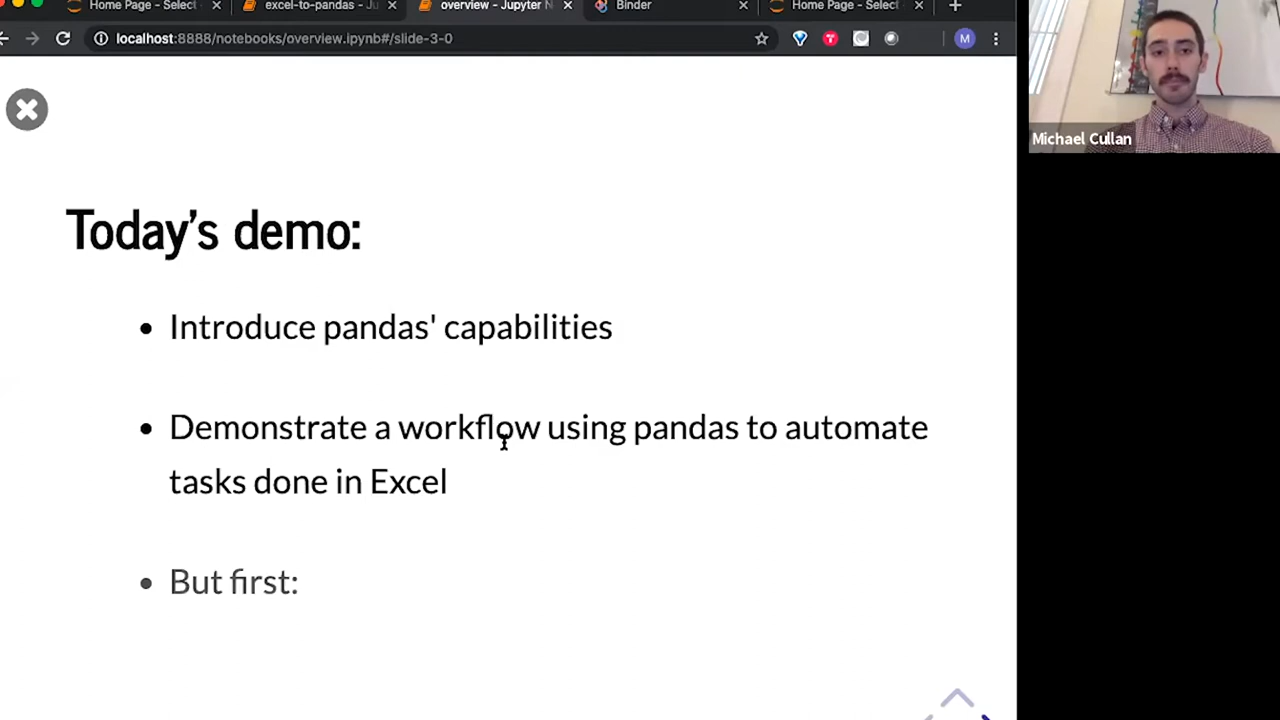 Home Page - Select
excel-to-pandas - Ju
overview - Jupyter N
Binder
Home Page - Select
localhost:8888/notebooks/overview.ipynb#/slide-3-0
M
Michael Cullan
Today's demo:
• Introduce pandas' capabilities
• Demonstrate a workflow using pandas to automate
tasks done in Excel
• But first: